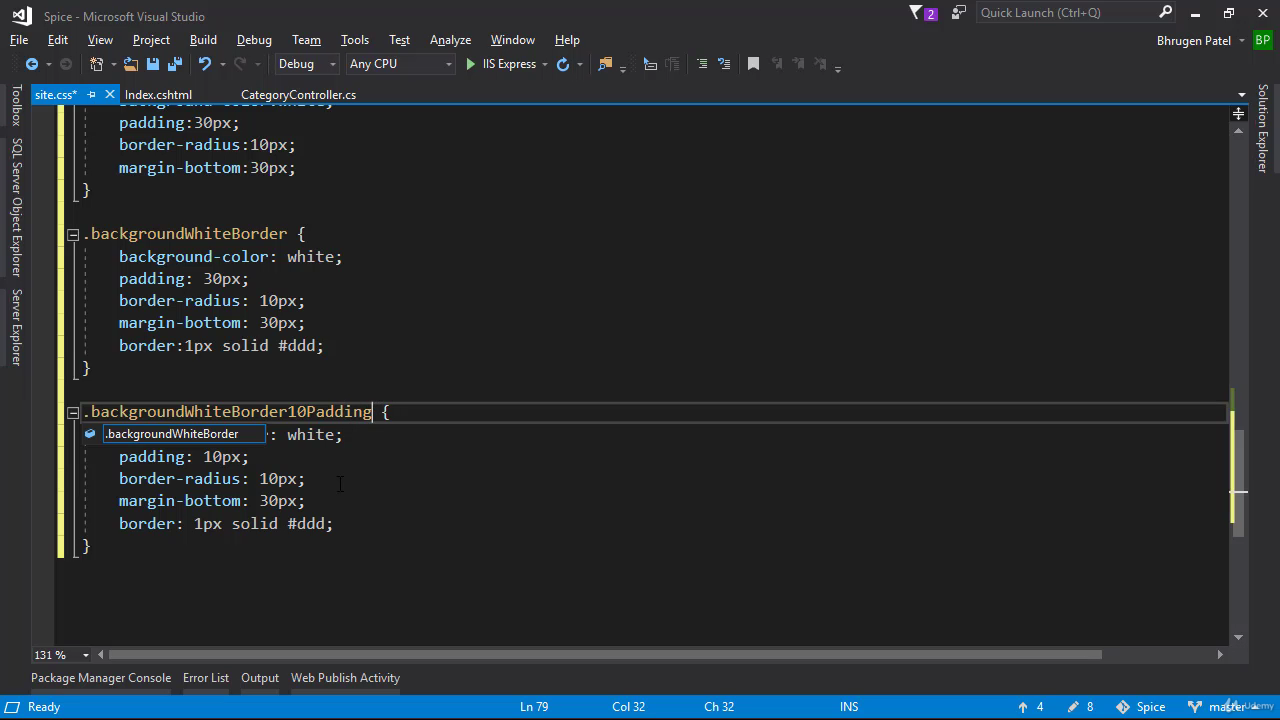 Spice - Microsoft Visual Studio
2
Quick Launch (Ctrl+Q)
File Edit View Project Build Debug Team Tools Test Analyze Window Help
Bhrugen Patel BP
Debug Any CPU IIS Express
site.css* Index.cshtml CategoryController.cs
Toolbox
SQL Server Object Explorer
Server Explorer
Solution Explorer
padding:30px;
border-radius:10px;
margin-bottom:30px;
}
.backgroundWhiteBorder {
background-color: white;
padding: 30px;
border-radius: 10px;
margin-bottom: 30px;
border:1px solid #ddd;
}
.backgroundWhiteBorder10Padding {
.backgroundWhiteBorder : white;
padding: 10px;
border-radius: 10px;
margin-bottom: 30px;
border: 1px solid #ddd;
}
131 %
Package Manager Console Error List Output Web Publish Activity
Ready Ln 79 Col 32 Ch 32 INS 4 8 Spice master
Udemy